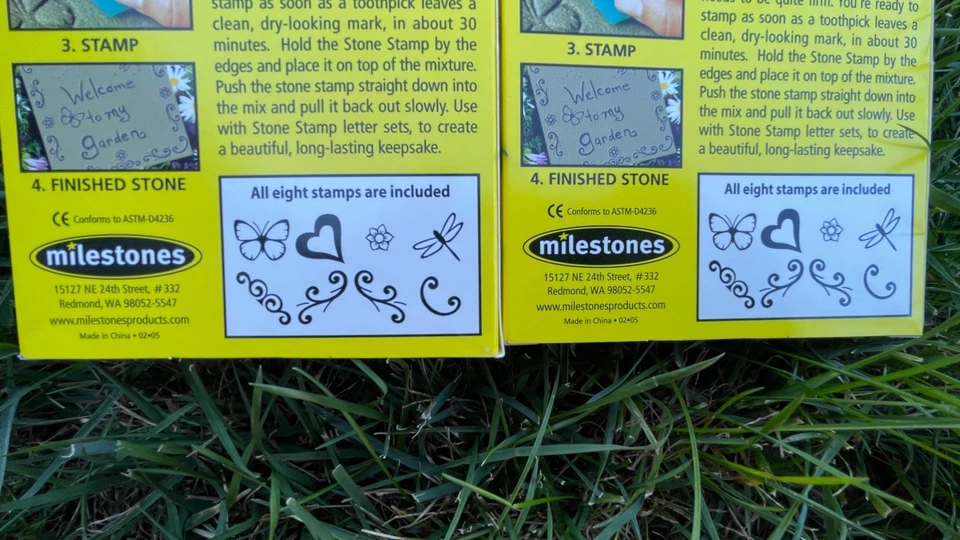 stamp as soon as a toothpick leaves a
clean, dry-looking mark, in about 30
minutes. Hold the Stone Stamp by the
edges and place it on top of the mixture.
Push the stone stamp straight down into
the mix and pull it back out slowly. Use
with Stone Stamp letter sets, to create
a beautiful, long-lasting keepsake.
3. STAMP
Welcome
to my
garden
4. FINISHED STONE
CE Conforms to ASTM-D4236
milestones
15127 NE 24th Street, #332
Redmond, WA 98052-5547
www.milestonesproducts.com
Made in China • 02•05
All eight stamps are included
needs to be quite firm. You're ready to
stamp as soon as a toothpick leaves a
clean, dry-looking mark, in about 30
minutes. Hold the Stone Stamp by the
edges and place it on top of the mixture.
Push the stone stamp straight down into
the mix and pull it back out slowly. Use
with Stone Stamp letter sets, to create
a beautiful, long-lasting keepsake.
3. STAMP
Welcome
to my
garden
4. FINISHED STONE
CE Conforms to ASTM-D4236
milestones
15127 NE 24th Street, #332
Redmond, WA 98052-5547
www.milestonesproducts.com
Made in China • 02•05
All eight stamps are included